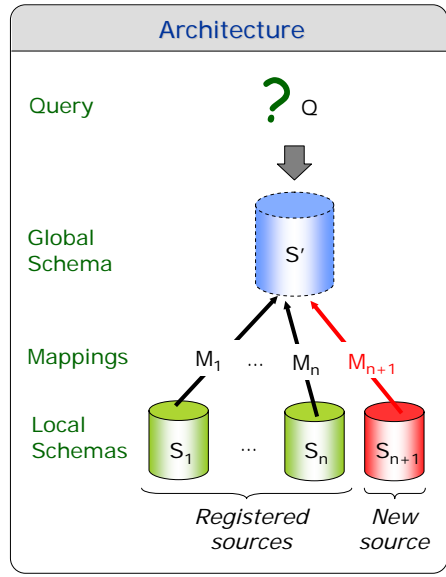 Architecture
Query
? Q
Global
Schema
S'
Mappings
M₁ ... Mₙ Mₙ₊₁
Local
Schemas
S₁ ... Sₙ Sₙ₊₁
Registered
sources
New
source